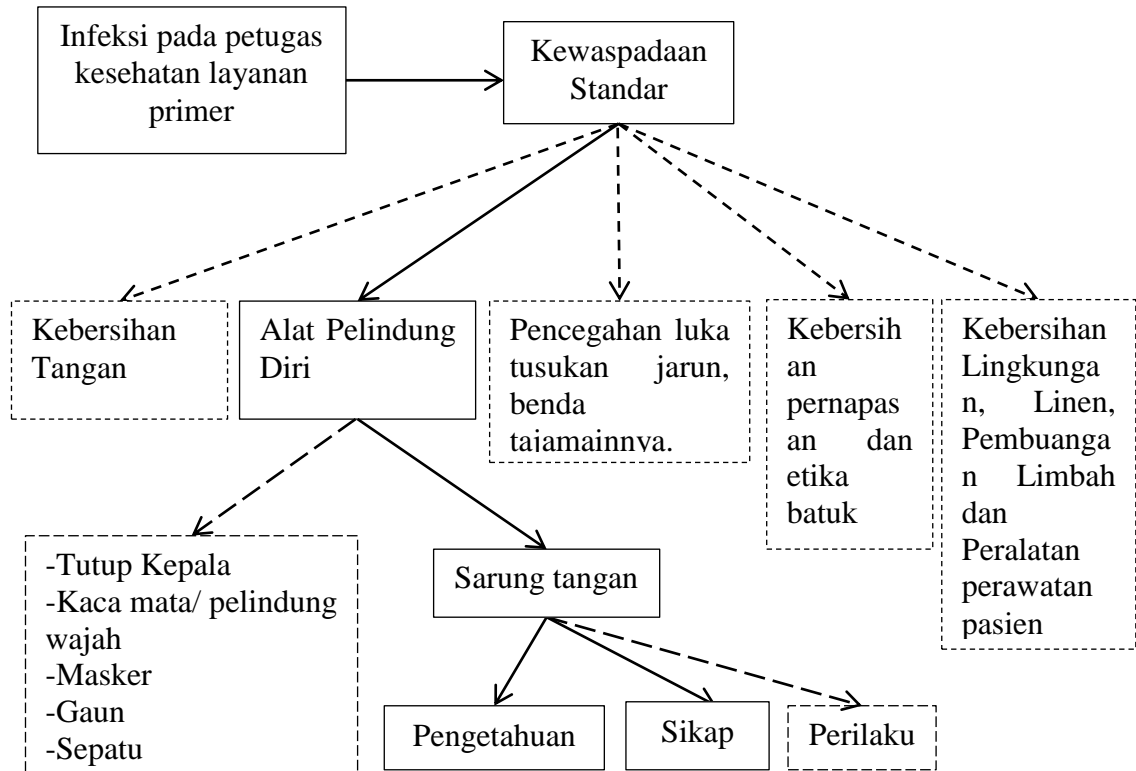 Infeksi pada petugas
kesehatan layanan
primer
Kewaspadaan
Standar
Kebersihan
Tangan
Alat Pelindung
Diri
Pencegahan luka
tusukan jarun,
benda
tajamainnya.
Kebersih
an
pernapas
an dan
etika
batuk
Kebersihan
Lingkunga
n, Linen,
Pembuanga
n Limbah
dan
Peralatan
perawatan
pasien
-Tutup Kepala
-Kaca mata/ pelindung
wajah
-Masker
-Gaun
-Sepatu
Sarung tangan
Pengetahuan
Sikap
Perilaku